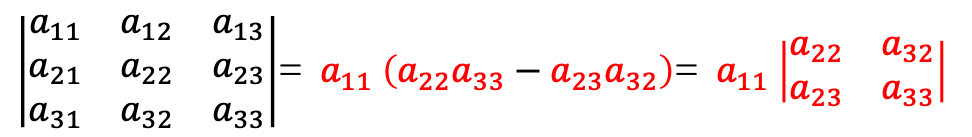 |a₁₁ a₁₂ a₁₃|
|a₂₁ a₂₂ a₂₃| = a₁₁ (a₂₂a₃₃ − a₂₃a₃₂) = a₁₁ |a₂₂ a₃₂|
|a₃₁ a₃₂ a₃₃| |a₂₃ a₃₃|